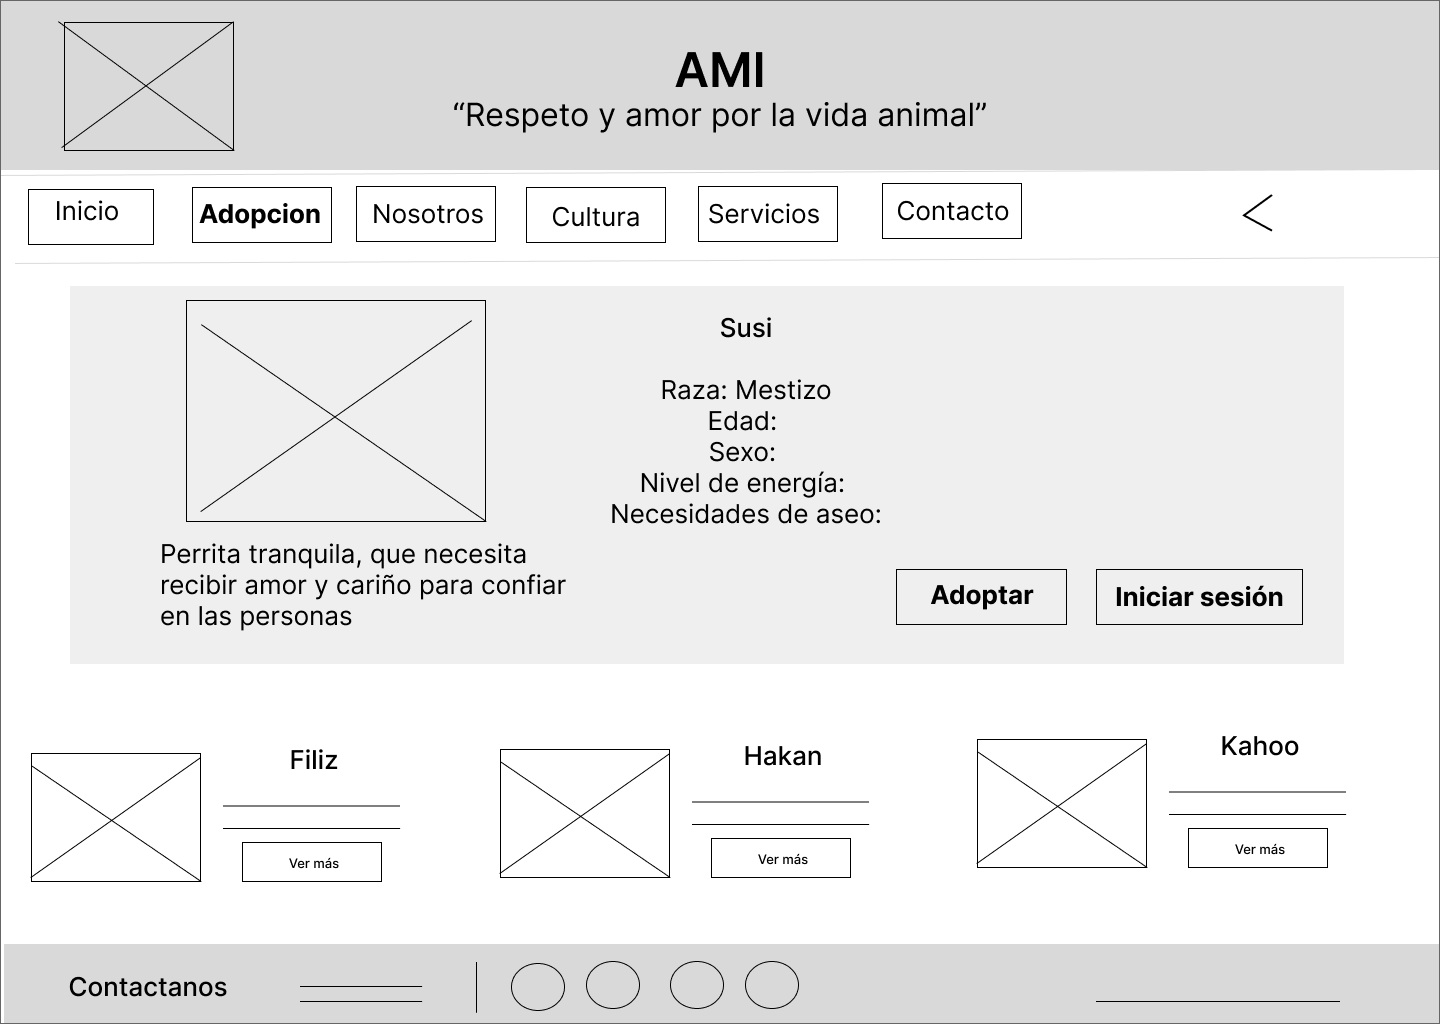 AMI
“Respeto y amor por la vida animal”
Inicio
Adopcion
Nosotros
Cultura
Servicios
Contacto
Susi
Raza: Mestizo
Edad:
Sexo:
Nivel de energía:
Necesidades de aseo:
Perrita tranquila, que necesita
recibir amor y cariño para confiar
en las personas
Adoptar
Iniciar sesión
Filiz
Ver más
Hakan
Ver más
Kahoo
Ver más
Contactanos